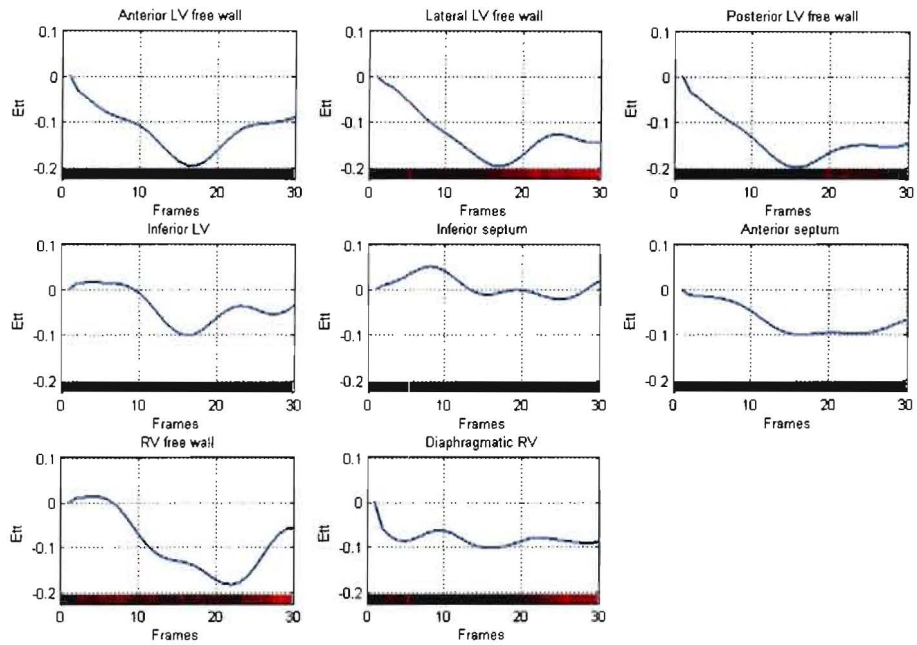 Anterior LV free wall
0.1
0
-0.1
-0.2
Ett
0 10 20 30
Frames
Lateral LV free wall
0.1
0
-0.1
-0.2
Ett
0 10 20 30
Frames
Posterior LV free wall
0.1
0
-0.1
-0.2
Ett
0 10 20 30
Frames
Inferior LV
0.1
0
-0.1
-0.2
Ett
0 10 20 30
Frames
Inferior septum
0.1
0
-0.1
-0.2
Ett
0 10 20 30
Frames
Anterior septum
0.1
0
-0.1
-0.2
Ett
0 10 20 30
Frames
RV free wall
0.1
0
-0.1
-0.2
Ett
0 10 20 30
Frames
Diaphragmatic RV
0.1
0
-0.1
-0.2
Ett
0 10 20 30
Frames